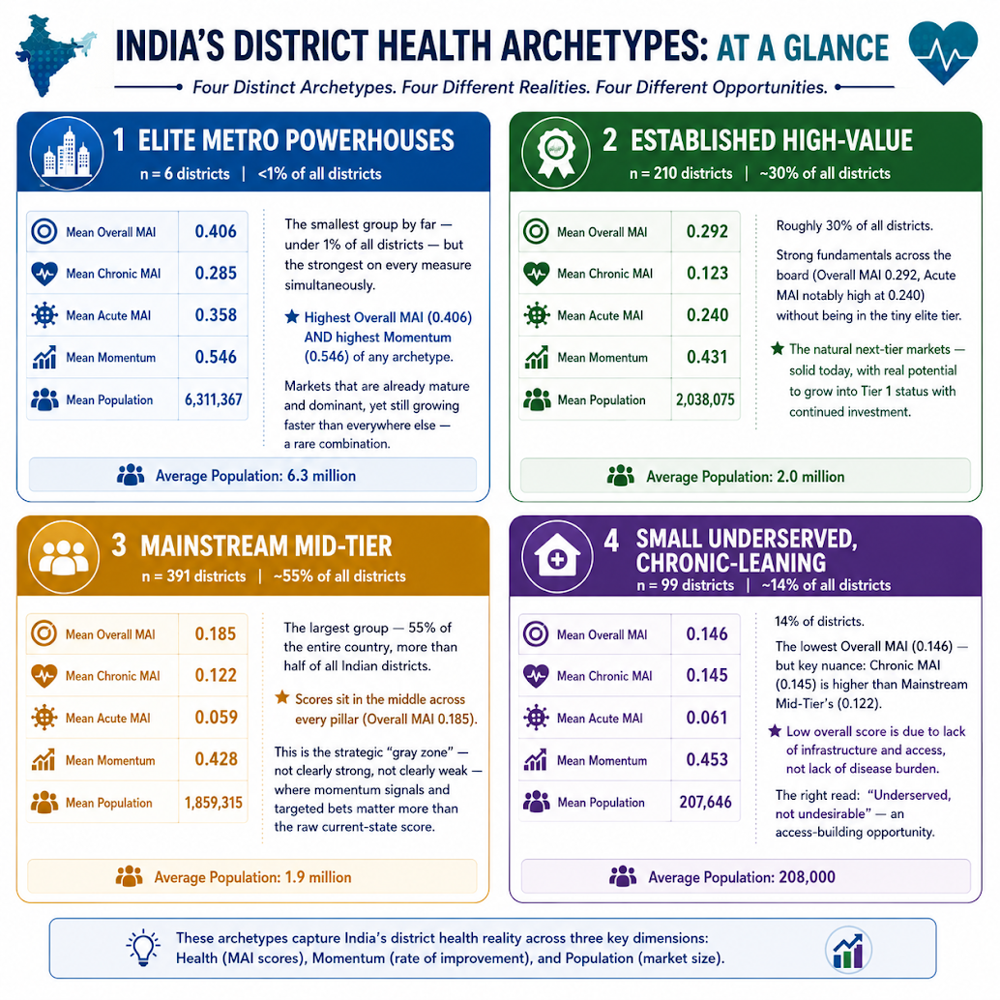 INDIA'S DISTRICT HEALTH ARCHETYPES: AT A GLANCE
Four Distinct Archetypes. Four Different Realities. Four Different Opportunities.
1 ELITE METRO POWERHOUSES
n = 6 districts | <1% of all districts
Mean Overall MAI 0.406
Mean Chronic MAI 0.285
Mean Acute MAI 0.358
Mean Momentum 0.546
Mean Population 6,311,367
The smallest group by far —
under 1% of all districts — but
the strongest on every measure
simultaneously.
★ Highest Overall MAI (0.406)
AND highest Momentum
(0.546) of any archetype.
Markets that are already mature
and dominant, yet still growing
faster than everywhere else —
a rare combination.
Average Population: 6.3 million
2 ESTABLISHED HIGH-VALUE
n = 210 districts | ~30% of all districts
Mean Overall MAI 0.292
Mean Chronic MAI 0.123
Mean Acute MAI 0.240
Mean Momentum 0.431
Mean Population 2,038,075
Roughly 30% of all districts.
Strong fundamentals across the
board (Overall MAI 0.292, Acute
MAI notably high at 0.240)
without being in the tiny elite tier.
★ The natural next-tier markets —
solid today, with real potential
to grow into Tier 1 status with
continued investment.
Average Population: 2.0 million
3 MAINSTREAM MID-TIER
n = 391 districts | ~55% of all districts
Mean Overall MAI 0.185
Mean Chronic MAI 0.122
Mean Acute MAI 0.059
Mean Momentum 0.428
Mean Population 1,859,315
The largest group — 55% of
the entire country, more than
half of all Indian districts.
★ Scores sit in the middle across
every pillar (Overall MAI 0.185).
This is the strategic "gray zone" —
not clearly strong, not clearly weak —
where momentum signals and
targeted bets matter more than
the raw current-state score.
Average Population: 1.9 million
4 SMALL UNDERSERVED,
CHRONIC-LEANING
n = 99 districts | ~14% of all districts
Mean Overall MAI 0.146
Mean Chronic MAI 0.145
Mean Acute MAI 0.061
Mean Momentum 0.453
Mean Population 207,646
14% of districts.
The lowest Overall MAI (0.146) —
but key nuance: Chronic MAI
(0.145) is higher than Mainstream
Mid-Tier's (0.122).
★ Low overall score is due to lack
of infrastructure and access,
not lack of disease burden.
The right read: "Underserved,
not undesirable" — an
access-building opportunity.
Average Population: 208,000
These archetypes capture India's district health reality across three key dimensions:
Health (MAI scores), Momentum (rate of improvement), and Population (market size).